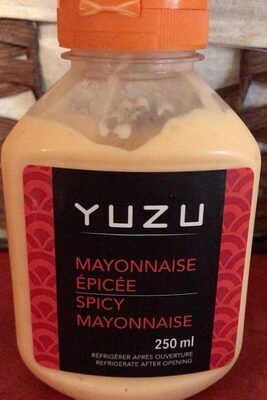 YUZU
MAYONNAISE
ÉPICÉE
SPICY
MAYONNAISE
250 ml
RÉFRIGÉRER APRÈS OUVERTURE
REFRIGERATE AFTER OPENING